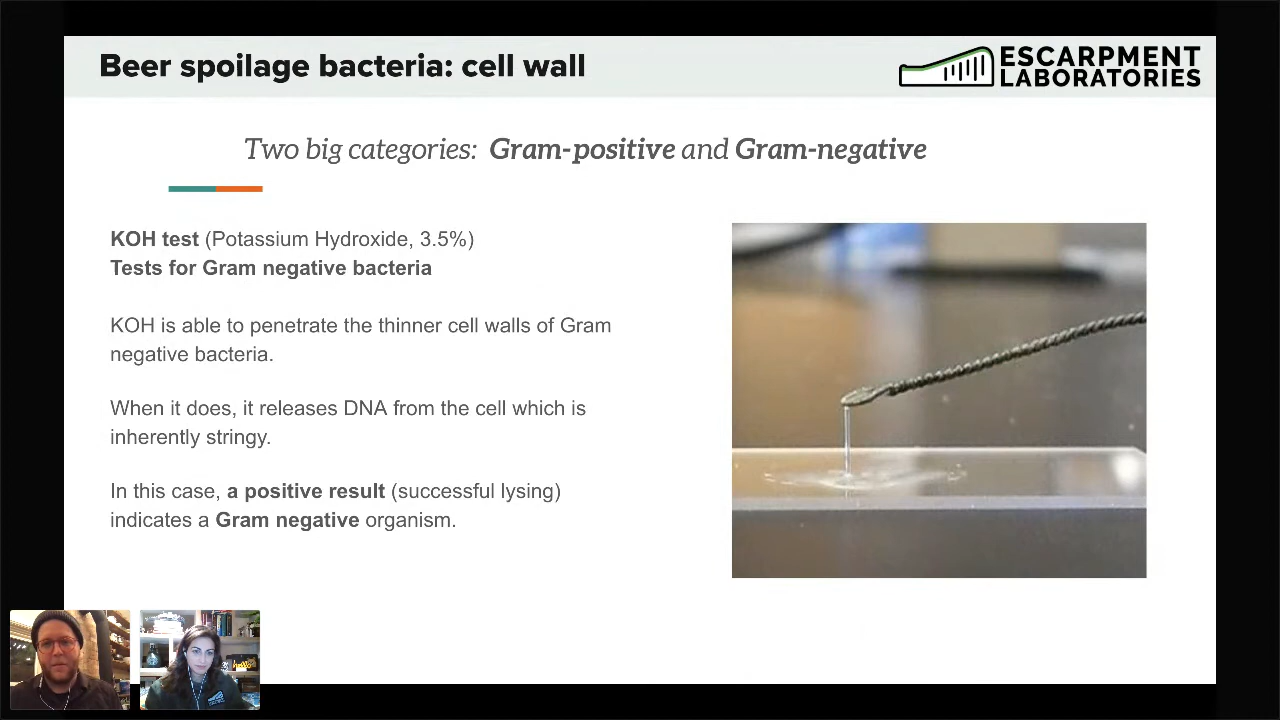 Beer spoilage bacteria: cell wall
ESCARPMENT
LABORATORIES
Two big categories: Gram-positive and Gram-negative
KOH test (Potassium Hydroxide, 3.5%)
Tests for Gram negative bacteria
KOH is able to penetrate the thinner cell walls of Gram
negative bacteria.
When it does, it releases DNA from the cell which is
inherently stringy.
In this case, a positive result (successful lysing)
indicates a Gram negative organism.
hello